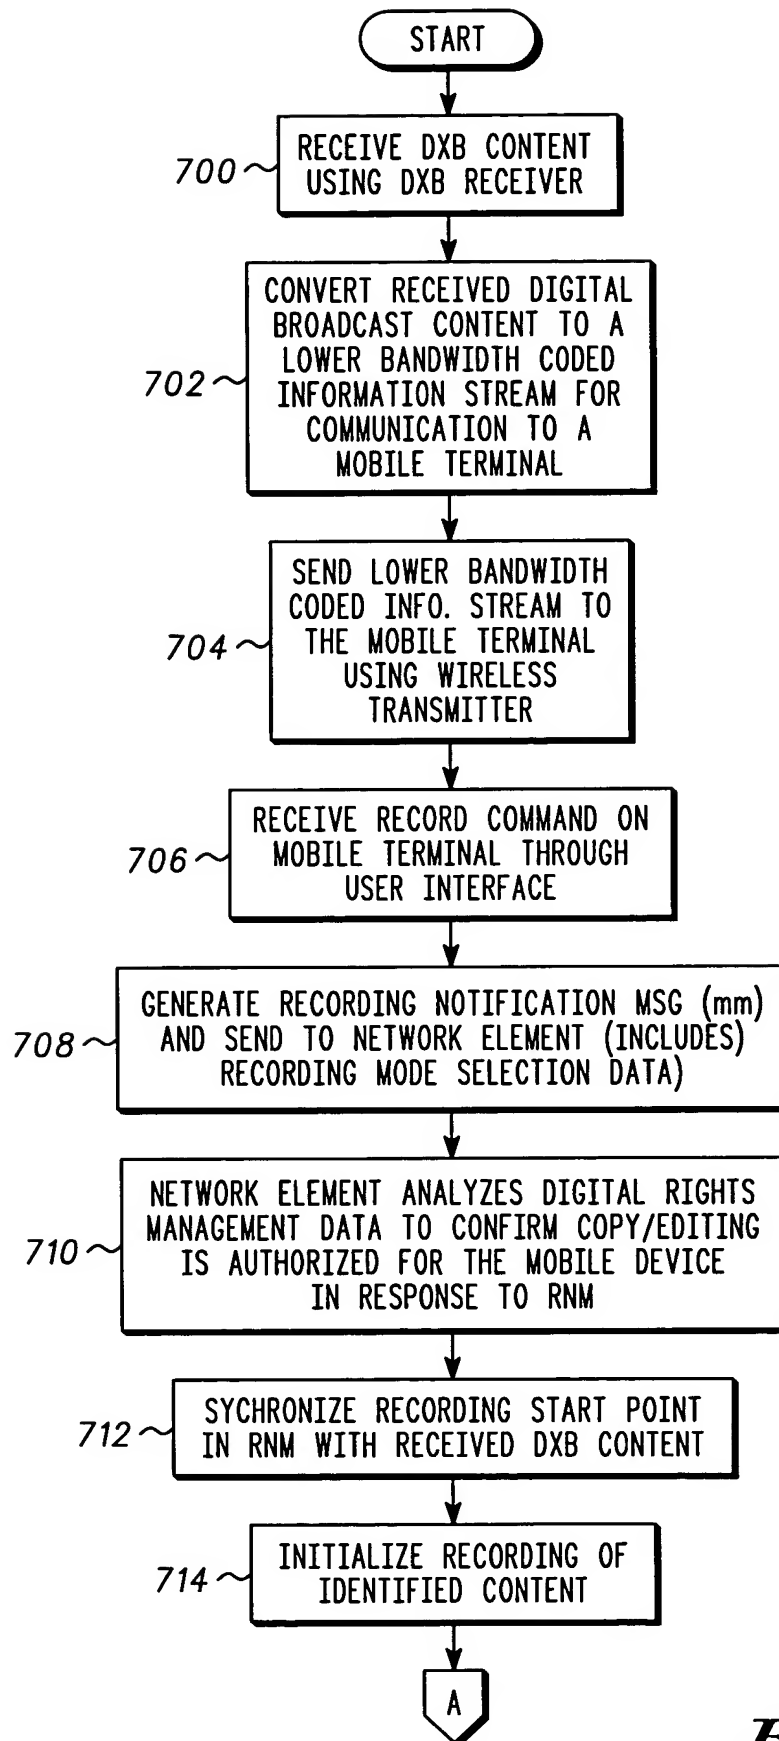 START
700
RECEIVE DXB CONTENT
USING DXB RECEIVER
702
CONVERT RECEIVED DIGITAL
BROADCAST CONTENT TO A
LOWER BANDWIDTH CODED
INFORMATION STREAM FOR
COMMUNICATION TO A
MOBILE TERMINAL
704
SEND LOWER BANDWIDTH
CODED INFO. STREAM TO
THE MOBILE TERMINAL
USING WIRELESS
TRANSMITTER
706
RECEIVE RECORD COMMAND ON
MOBILE TERMINAL THROUGH
USER INTERFACE
708
GENERATE RECORDING NOTIFICATION MSG (mm)
AND SEND TO NETWORK ELEMENT (INCLUDES)
RECORDING MODE SELECTION DATA)
710
NETWORK ELEMENT ANALYZES DIGITAL RIGHTS
MANAGEMENT DATA TO CONFIRM COPY/EDITING
IS AUTHORIZED FOR THE MOBILE DEVICE
IN RESPONSE TO RNM
712
SYCHRONIZE RECORDING START POINT
IN RNM WITH RECEIVED DXB CONTENT
714
INITIALIZE RECORDING OF
IDENTIFIED CONTENT
A